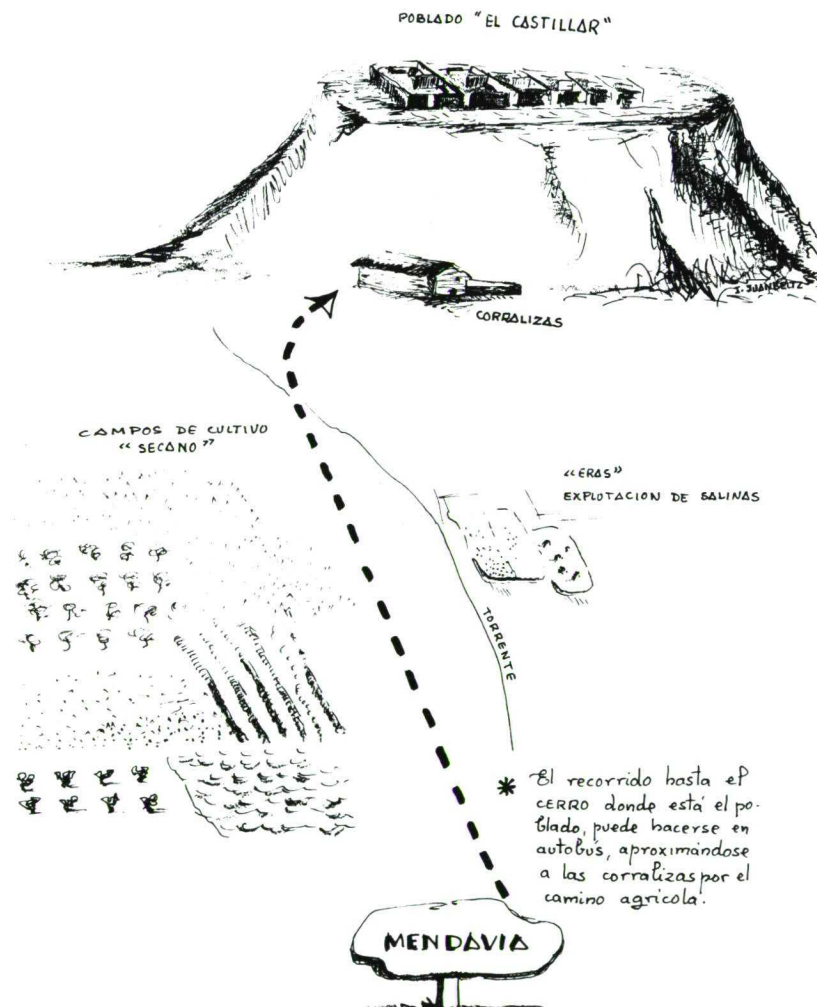 POBLADO "EL CASTILLAR"
I. JUANBELTZ
CORRALIZAS
CAMPOS DE CULTIVO
"SECANO"
"ERAS"
EXPLOTACION DE SALINAS
TORRENTE
* El recorrido hasta el
CERRO donde está el po-
blado, puede hacerse en
autobús, aproximándose
a las corralizas por el
camino agrícola.
MENDAVIA